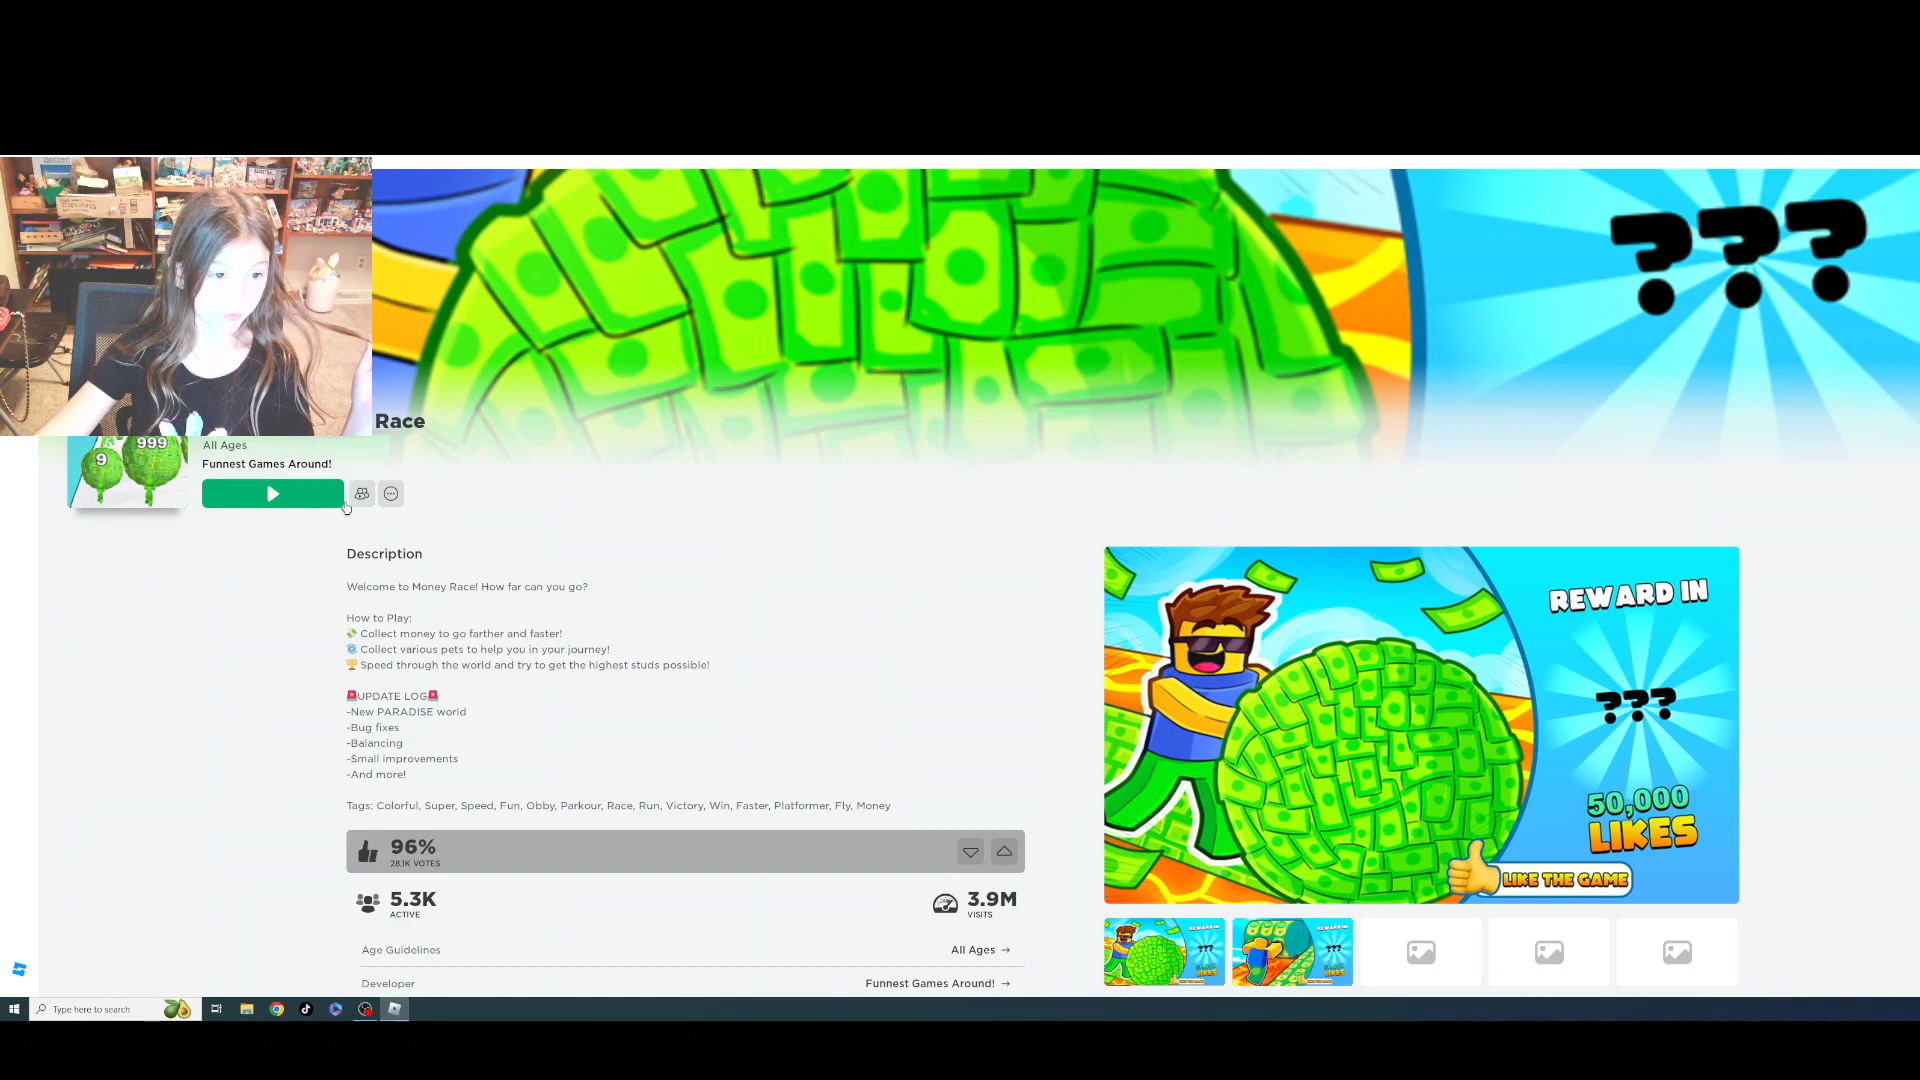 ???
Race
999
9
All Ages
Funnest Games Around!
Description
Welcome to Money Race! How far can you go?
How to Play:
💸 Collect money to go farther and faster!
🌀 Collect various pets to help you in your journey!
🏆 Speed through the world and try to get the highest studs possible!
🚨UPDATE LOG🚨
-New PARADISE world
-Bug fixes
-Balancing
-Small improvements
-And more!
Tags: Colorful, Super, Speed, Fun, Obby, Parkour, Race, Run, Victory, Win, Faster, Platformer, Fly, Money
96%
28.1K VOTES
5.3K
ACTIVE
3.9M
VISITS
Age Guidelines
All Ages →
Developer
Funnest Games Around! →
REWARD IN
???
50,000
LIKES
LIKE THE GAME
REWARD IN
???
REWARD IN
???
Type here to search